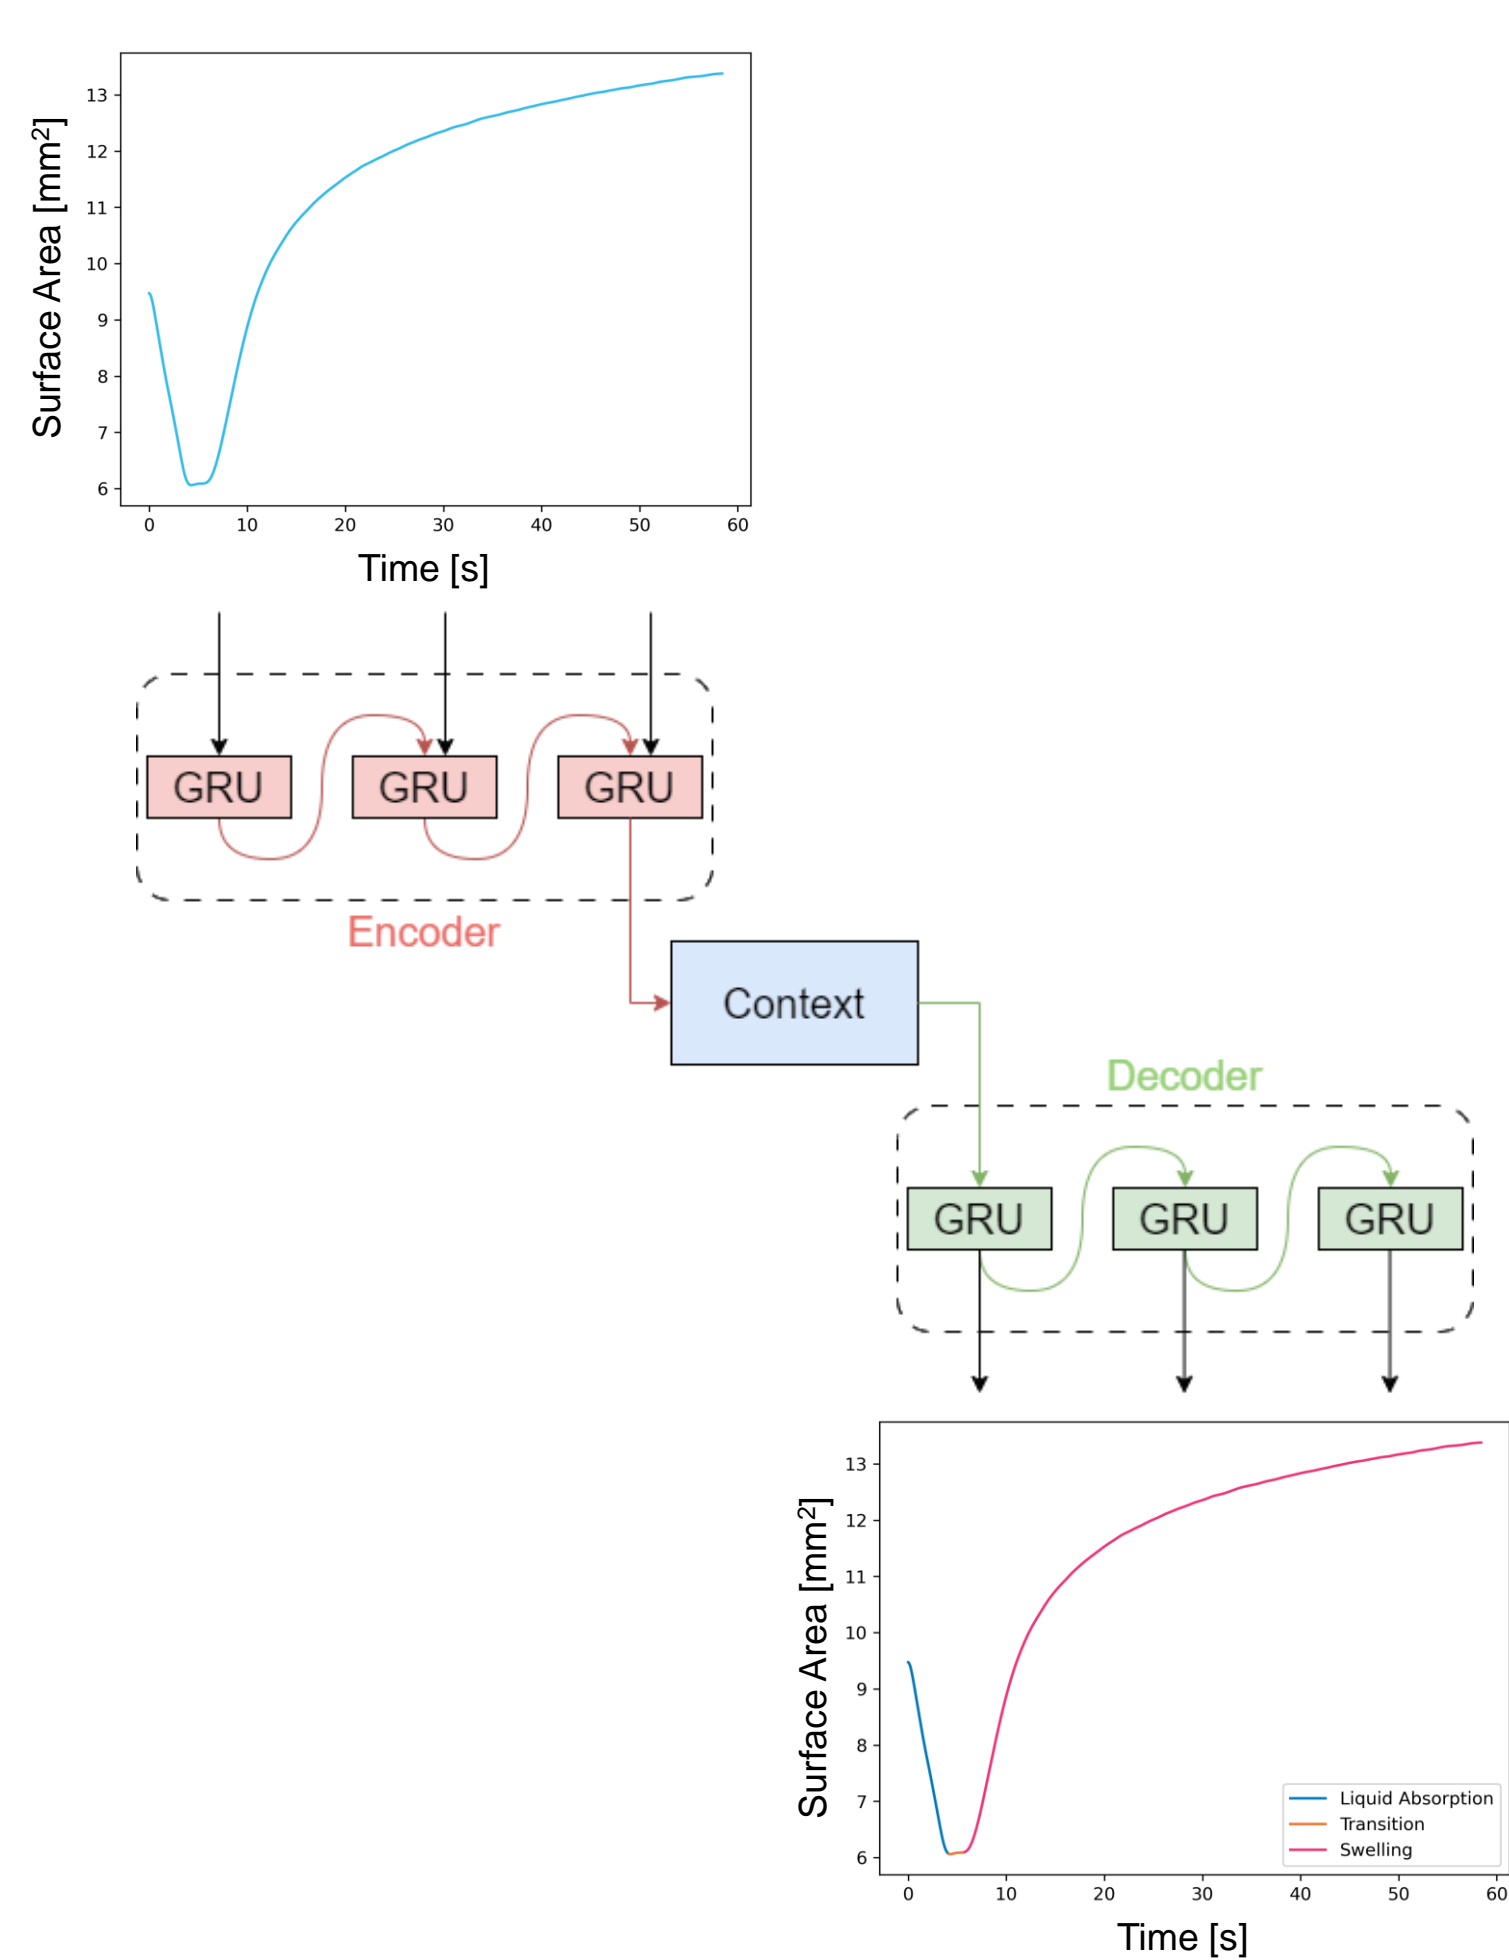 13
12
11
10
9
8
7
6
Surface Area [mm²]
0 10 20 30 40 50 60
Time [s]
GRU GRU GRU
Encoder
Context
Decoder
GRU GRU GRU
13
12
11
10
9
8
7
6
Surface Area [mm²]
Liquid Absorption
Transition
Swelling
0 10 20 30 40 50 60
Time [s]